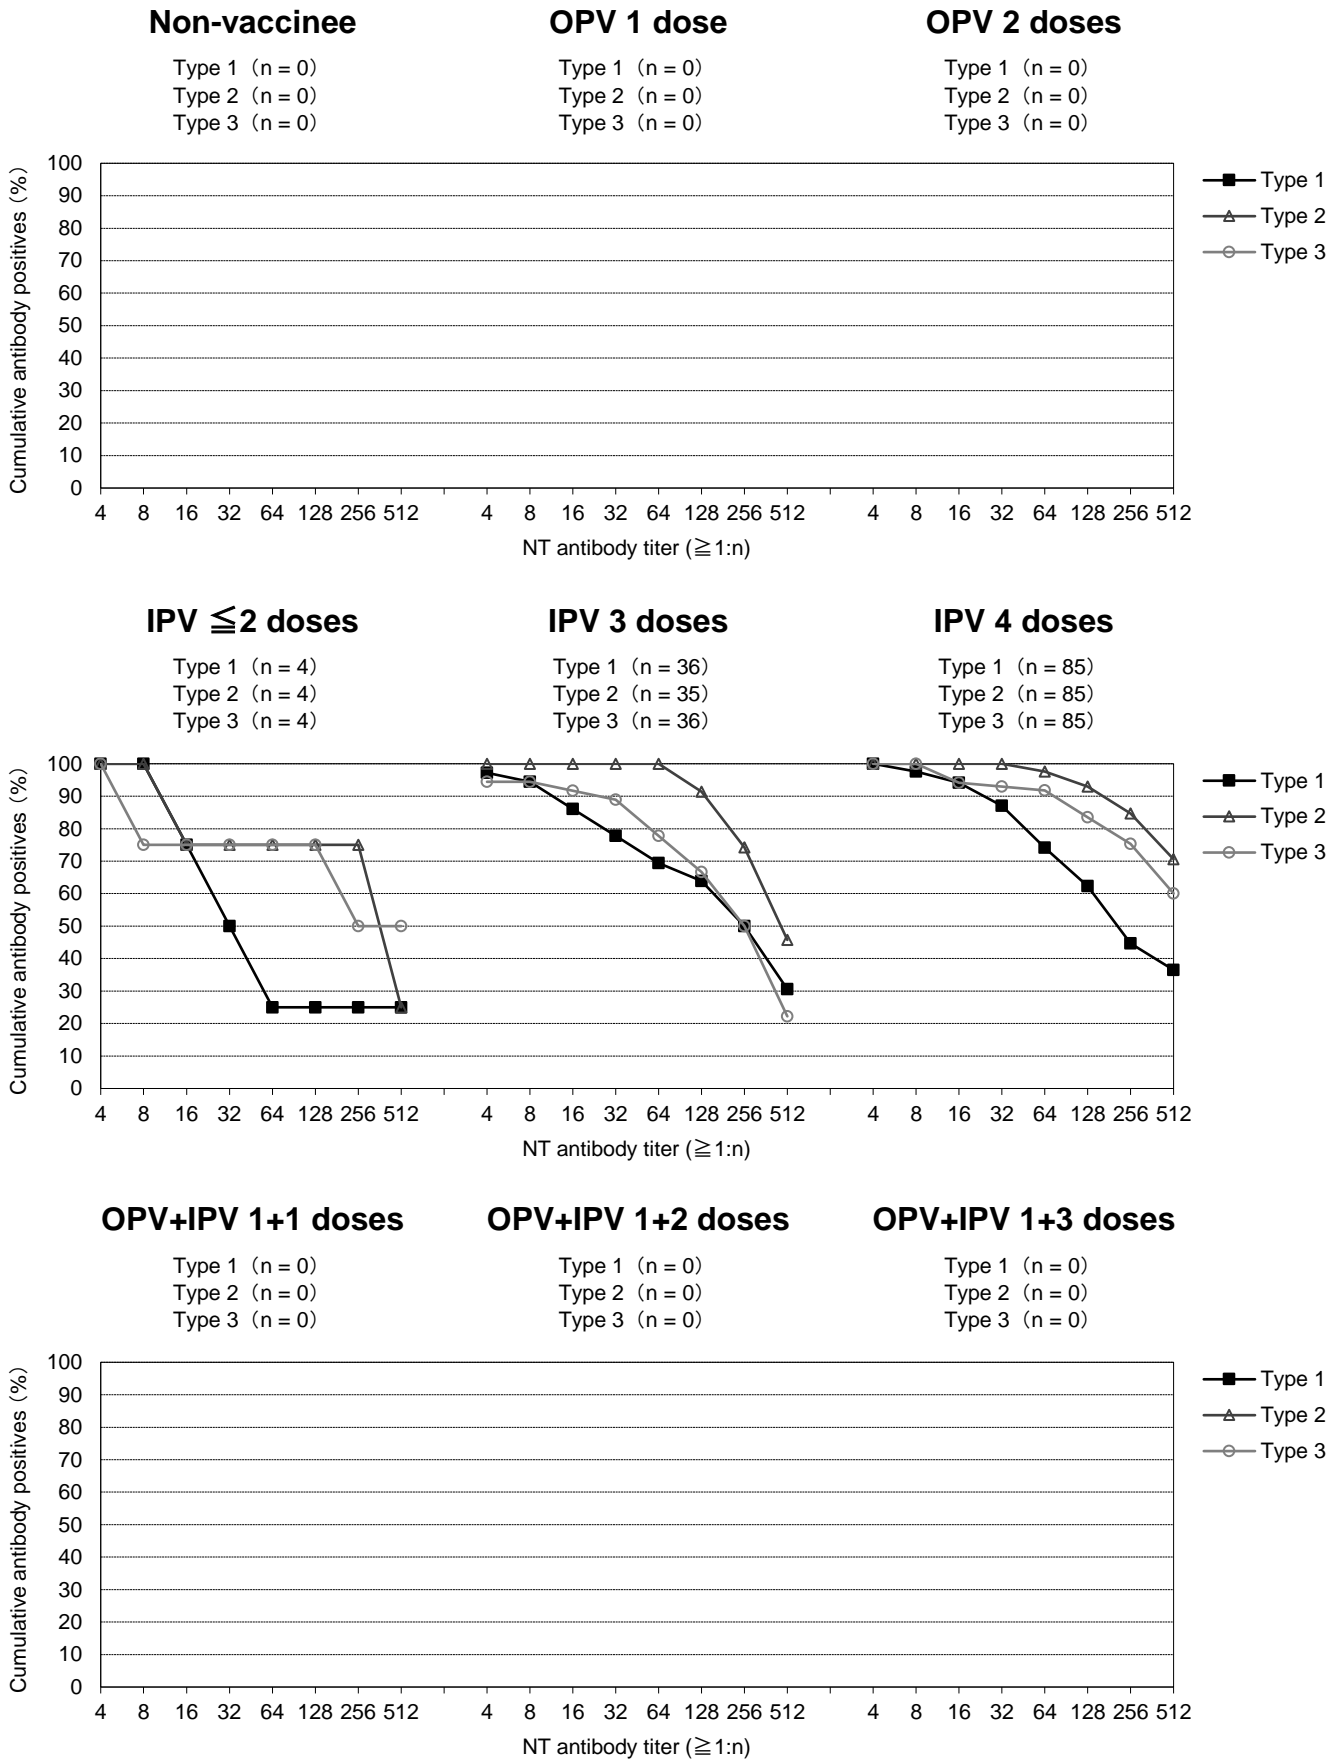 Non-vaccinee OPV 1 dose OPV 2 doses
Type 1（n = 0） Type 1（n = 0） Type 1（n = 0）
Type 2（n = 0） Type 2（n = 0） Type 2（n = 0）
Type 3（n = 0） Type 3（n = 0） Type 3（n = 0）
Cumulative antibody positives（%）
100
90
80
70
60
50
40
30
20
10
0
4 8 16 32 64 128 256 512 4 8 16 32 64 128 256 512 4 8 16 32 64 128 256 512
NT antibody titer (≧1:n)
Type 1
Type 2
Type 3
IPV ≦2 doses IPV 3 doses IPV 4 doses
Type 1（n = 4） Type 1（n = 36） Type 1（n = 85）
Type 2（n = 4） Type 2（n = 35） Type 2（n = 85）
Type 3（n = 4） Type 3（n = 36） Type 3（n = 85）
Cumulative antibody positives（%）
100
90
80
70
60
50
40
30
20
10
0
4 8 16 32 64 128 256 512 4 8 16 32 64 128 256 512 4 8 16 32 64 128 256 512
NT antibody titer (≧1:n)
Type 1
Type 2
Type 3
OPV+IPV 1+1 doses OPV+IPV 1+2 doses OPV+IPV 1+3 doses
Type 1（n = 0） Type 1（n = 0） Type 1（n = 0）
Type 2（n = 0） Type 2（n = 0） Type 2（n = 0）
Type 3（n = 0） Type 3（n = 0） Type 3（n = 0）
Cumulative antibody positives（%）
100
90
80
70
60
50
40
30
20
10
0
4 8 16 32 64 128 256 512 4 8 16 32 64 128 256 512 4 8 16 32 64 128 256 512
NT antibody titer (≧1:n)
Type 1
Type 2
Type 3